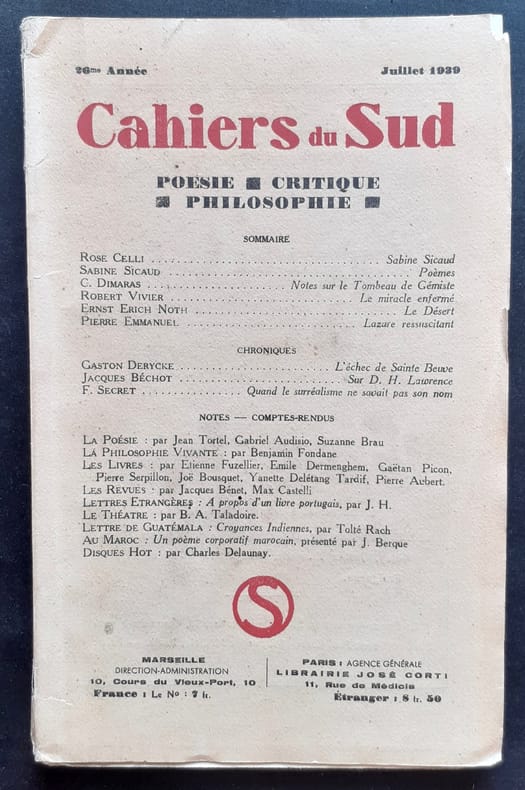 26me Année Juillet 1939
Cahiers du Sud
POÉSIE ■ CRITIQUE
■ PHILOSOPHIE ■
SOMMAIRE
ROSE CELLI ........ Sabine Sicaud
SABINE SICAUD ........ Poèmes
C. DIMARAS ........ Notes sur le Tombeau de Gémiste
ROBERT VIVIER ........ Le miracle enfermé
ERNST ERICH NOTH ........ Le Désert
PIERRE EMMANUEL ........ Lazare ressuscitant
CHRONIQUES
GASTON DERYCKE ........ L'échec de Sainte Beuve
JACQUES BÉCHOT ........ Sur D. H. Lawrence
F. SECRET ........ Quand le surréalisme ne savait pas son nom
NOTES — COMPTES-RENDUS
LA POÉSIE : par Jean Tortel, Gabriel Audisio, Suzanne Brau
LA PHILOSOPHIE VIVANTE : par Benjamin Fondane
LES LIVRES : par Etienne Fuzellier, Emile Dermenghem, Gaëtan Picon,
Pierre Serpillon, Joë Bousquet, Yanette Delétang Tardif, Pierre Aubert.
LES REVUES : par Jacques Bénet, Max Castelli
LETTRES ETRANGÈRES : A propos d'un livre portugais, par J. H.
LE THÉATRE : par B. A. Taladoire.
LETTRE DE GUATÉMALA : Croyances Indiennes, par Tolté Rach
AU MAROC : Un poème corporatif marocain, présenté par J. Berque
DISQUES HOT : par Charles Delaunay.
S
MARSEILLE
DIRECTION-ADMINISTRATION
10, Cours du Vieux-Port, 10
France : Le No : 7 fr.
PARIS : AGENCE GÉNÉRALE
LIBRAIRIE JOSÉ CORTI
11, Rue de Médicis
Étranger : 8 fr. 50